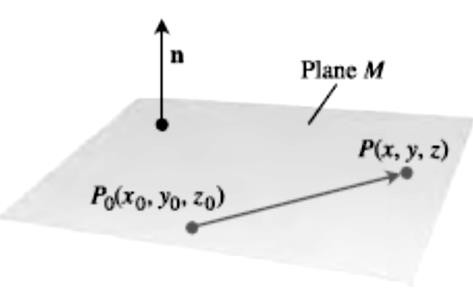 n
Plane M
P(x, y, z)
P₀(x₀, y₀, z₀)